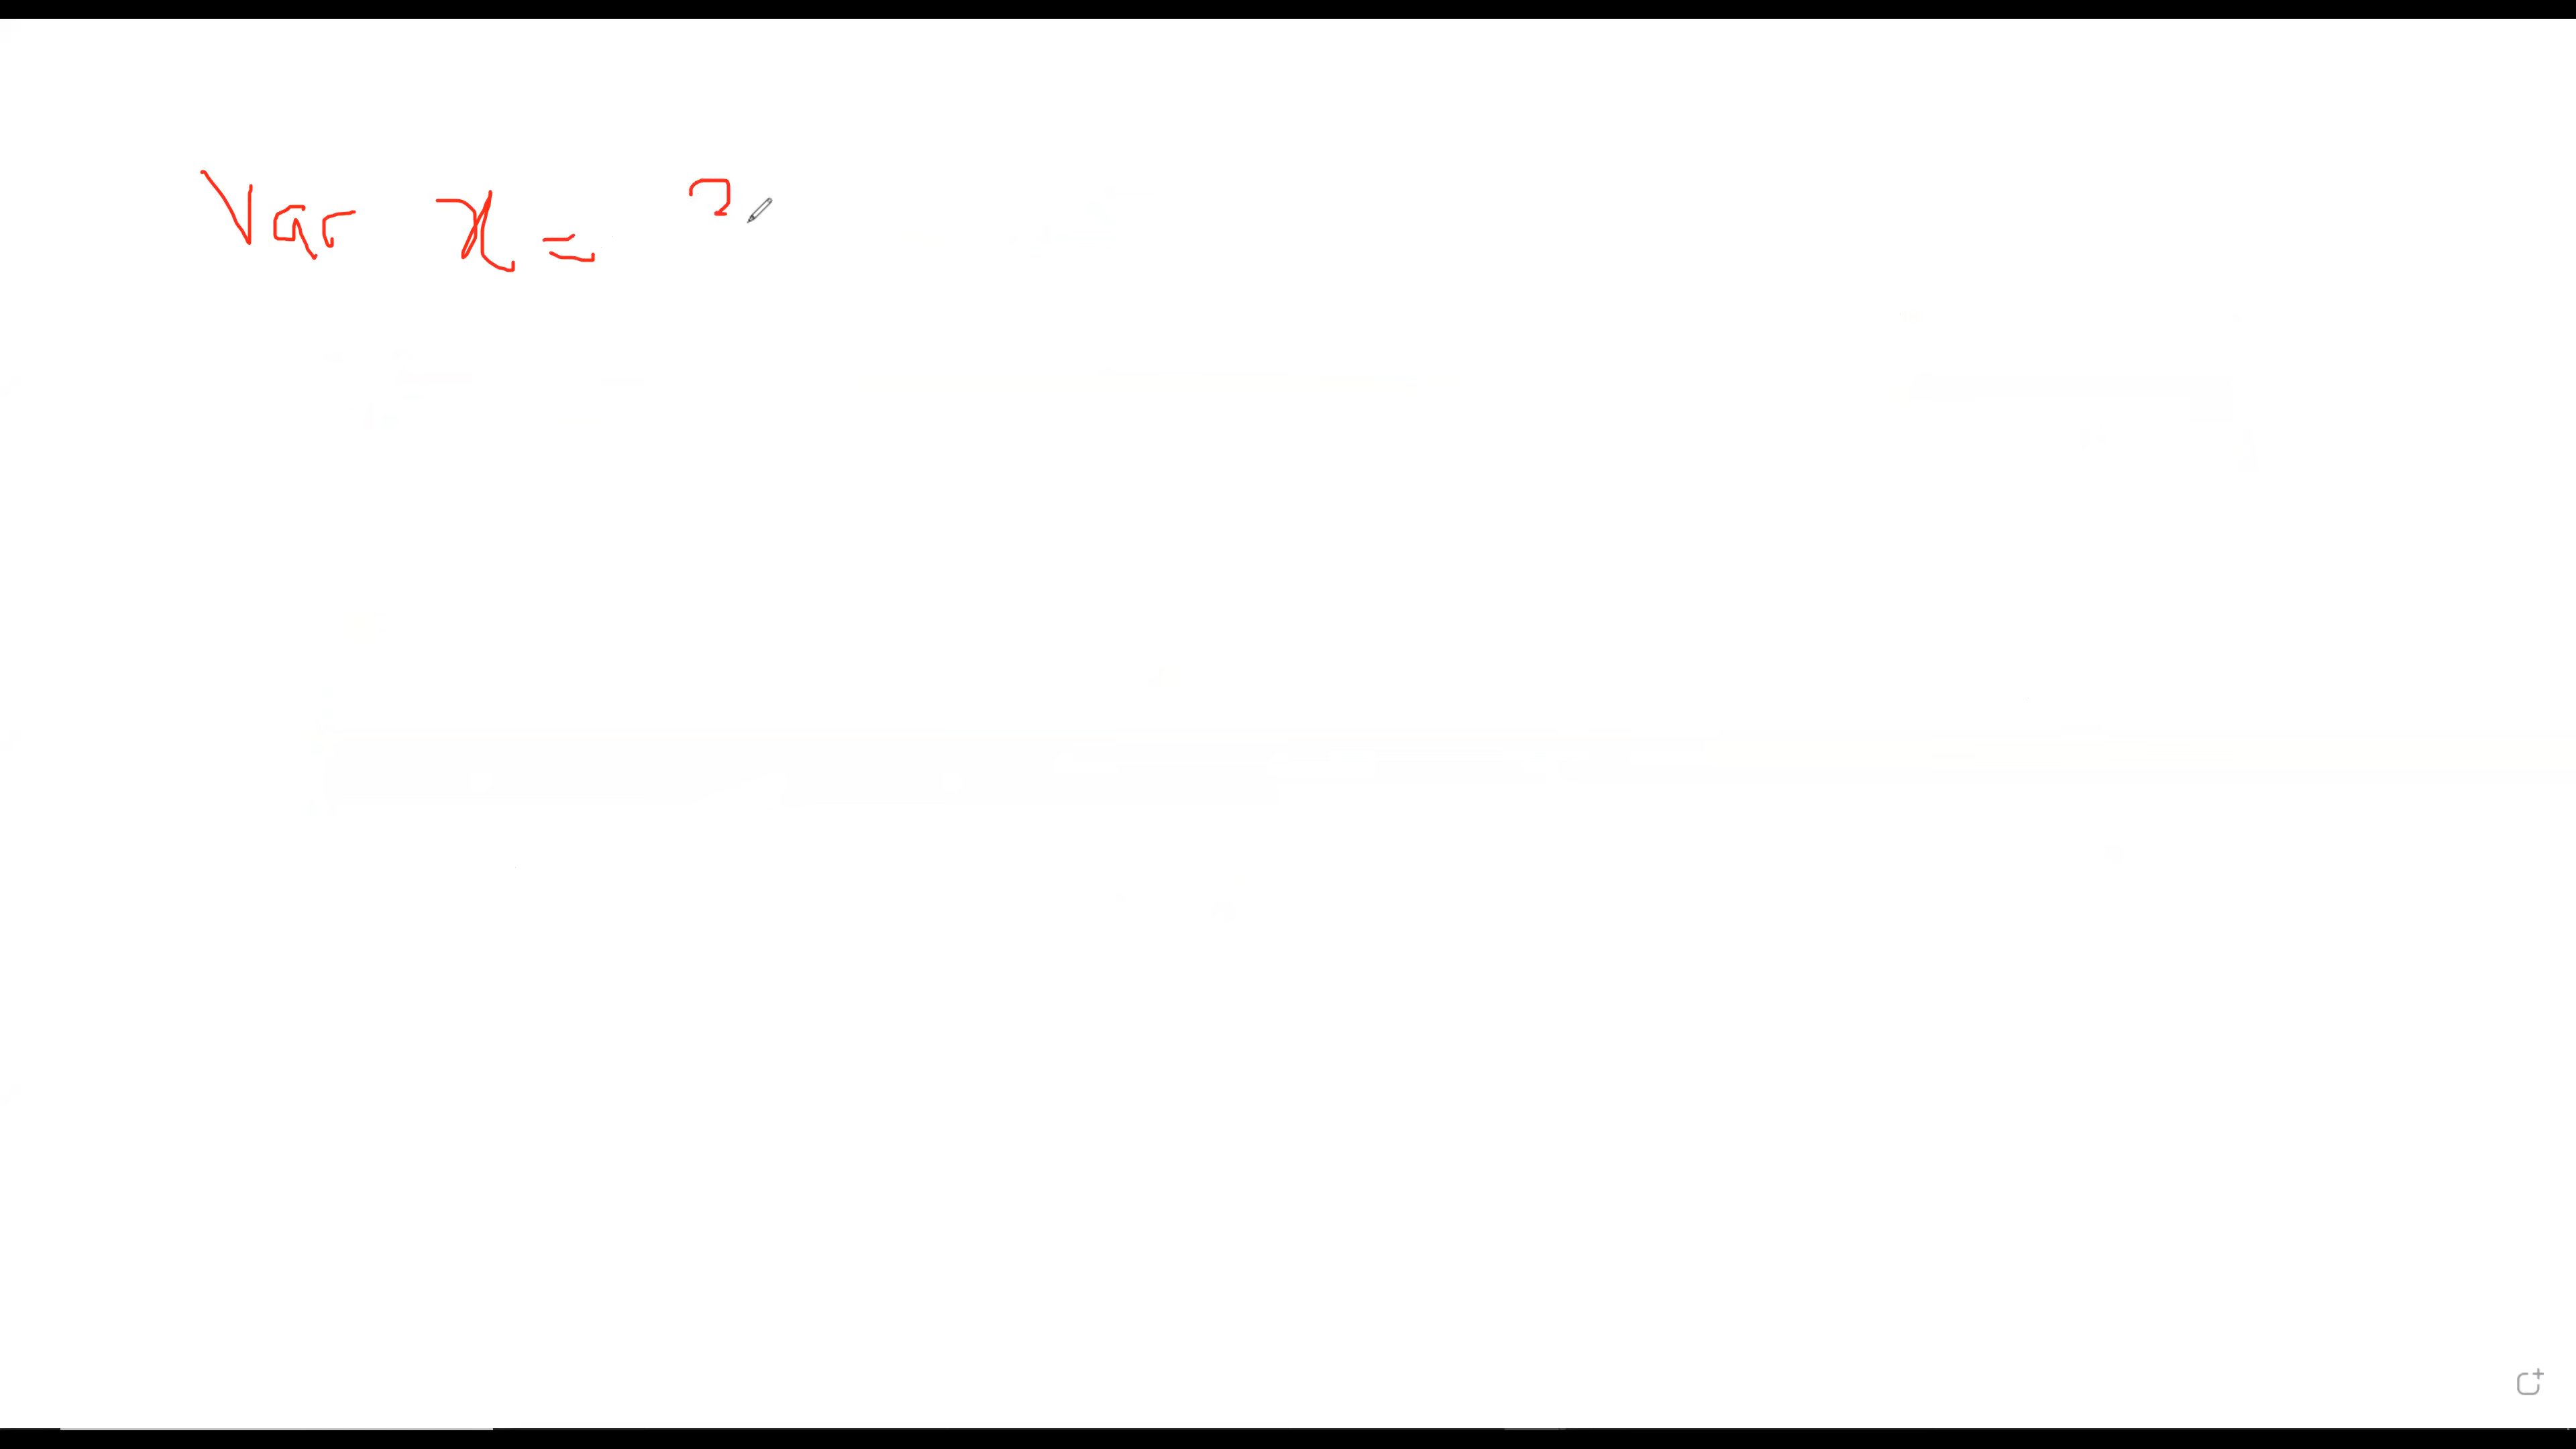 Var x =